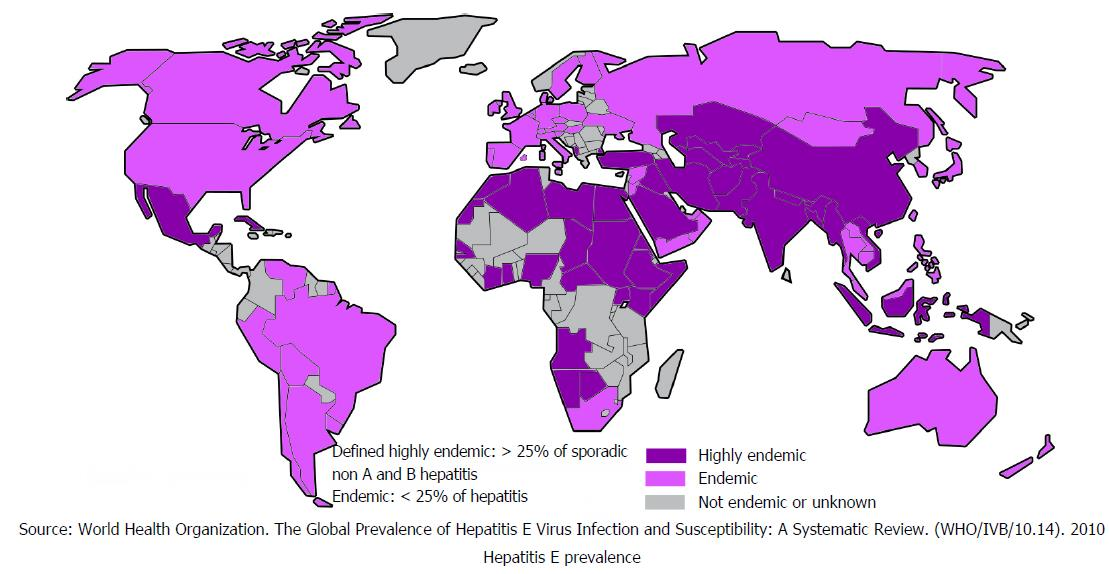 Defined highly endemic: > 25% of sporadic
non A and B hepatitis
Endemic: < 25% of hepatitis
Highly endemic
Endemic
Not endemic or unknown
Source: World Health Organization. The Global Prevalence of Hepatitis E Virus Infection and Susceptibility: A Systematic Review. (WHO/IVB/10.14). 2010
Hepatitis E prevalence